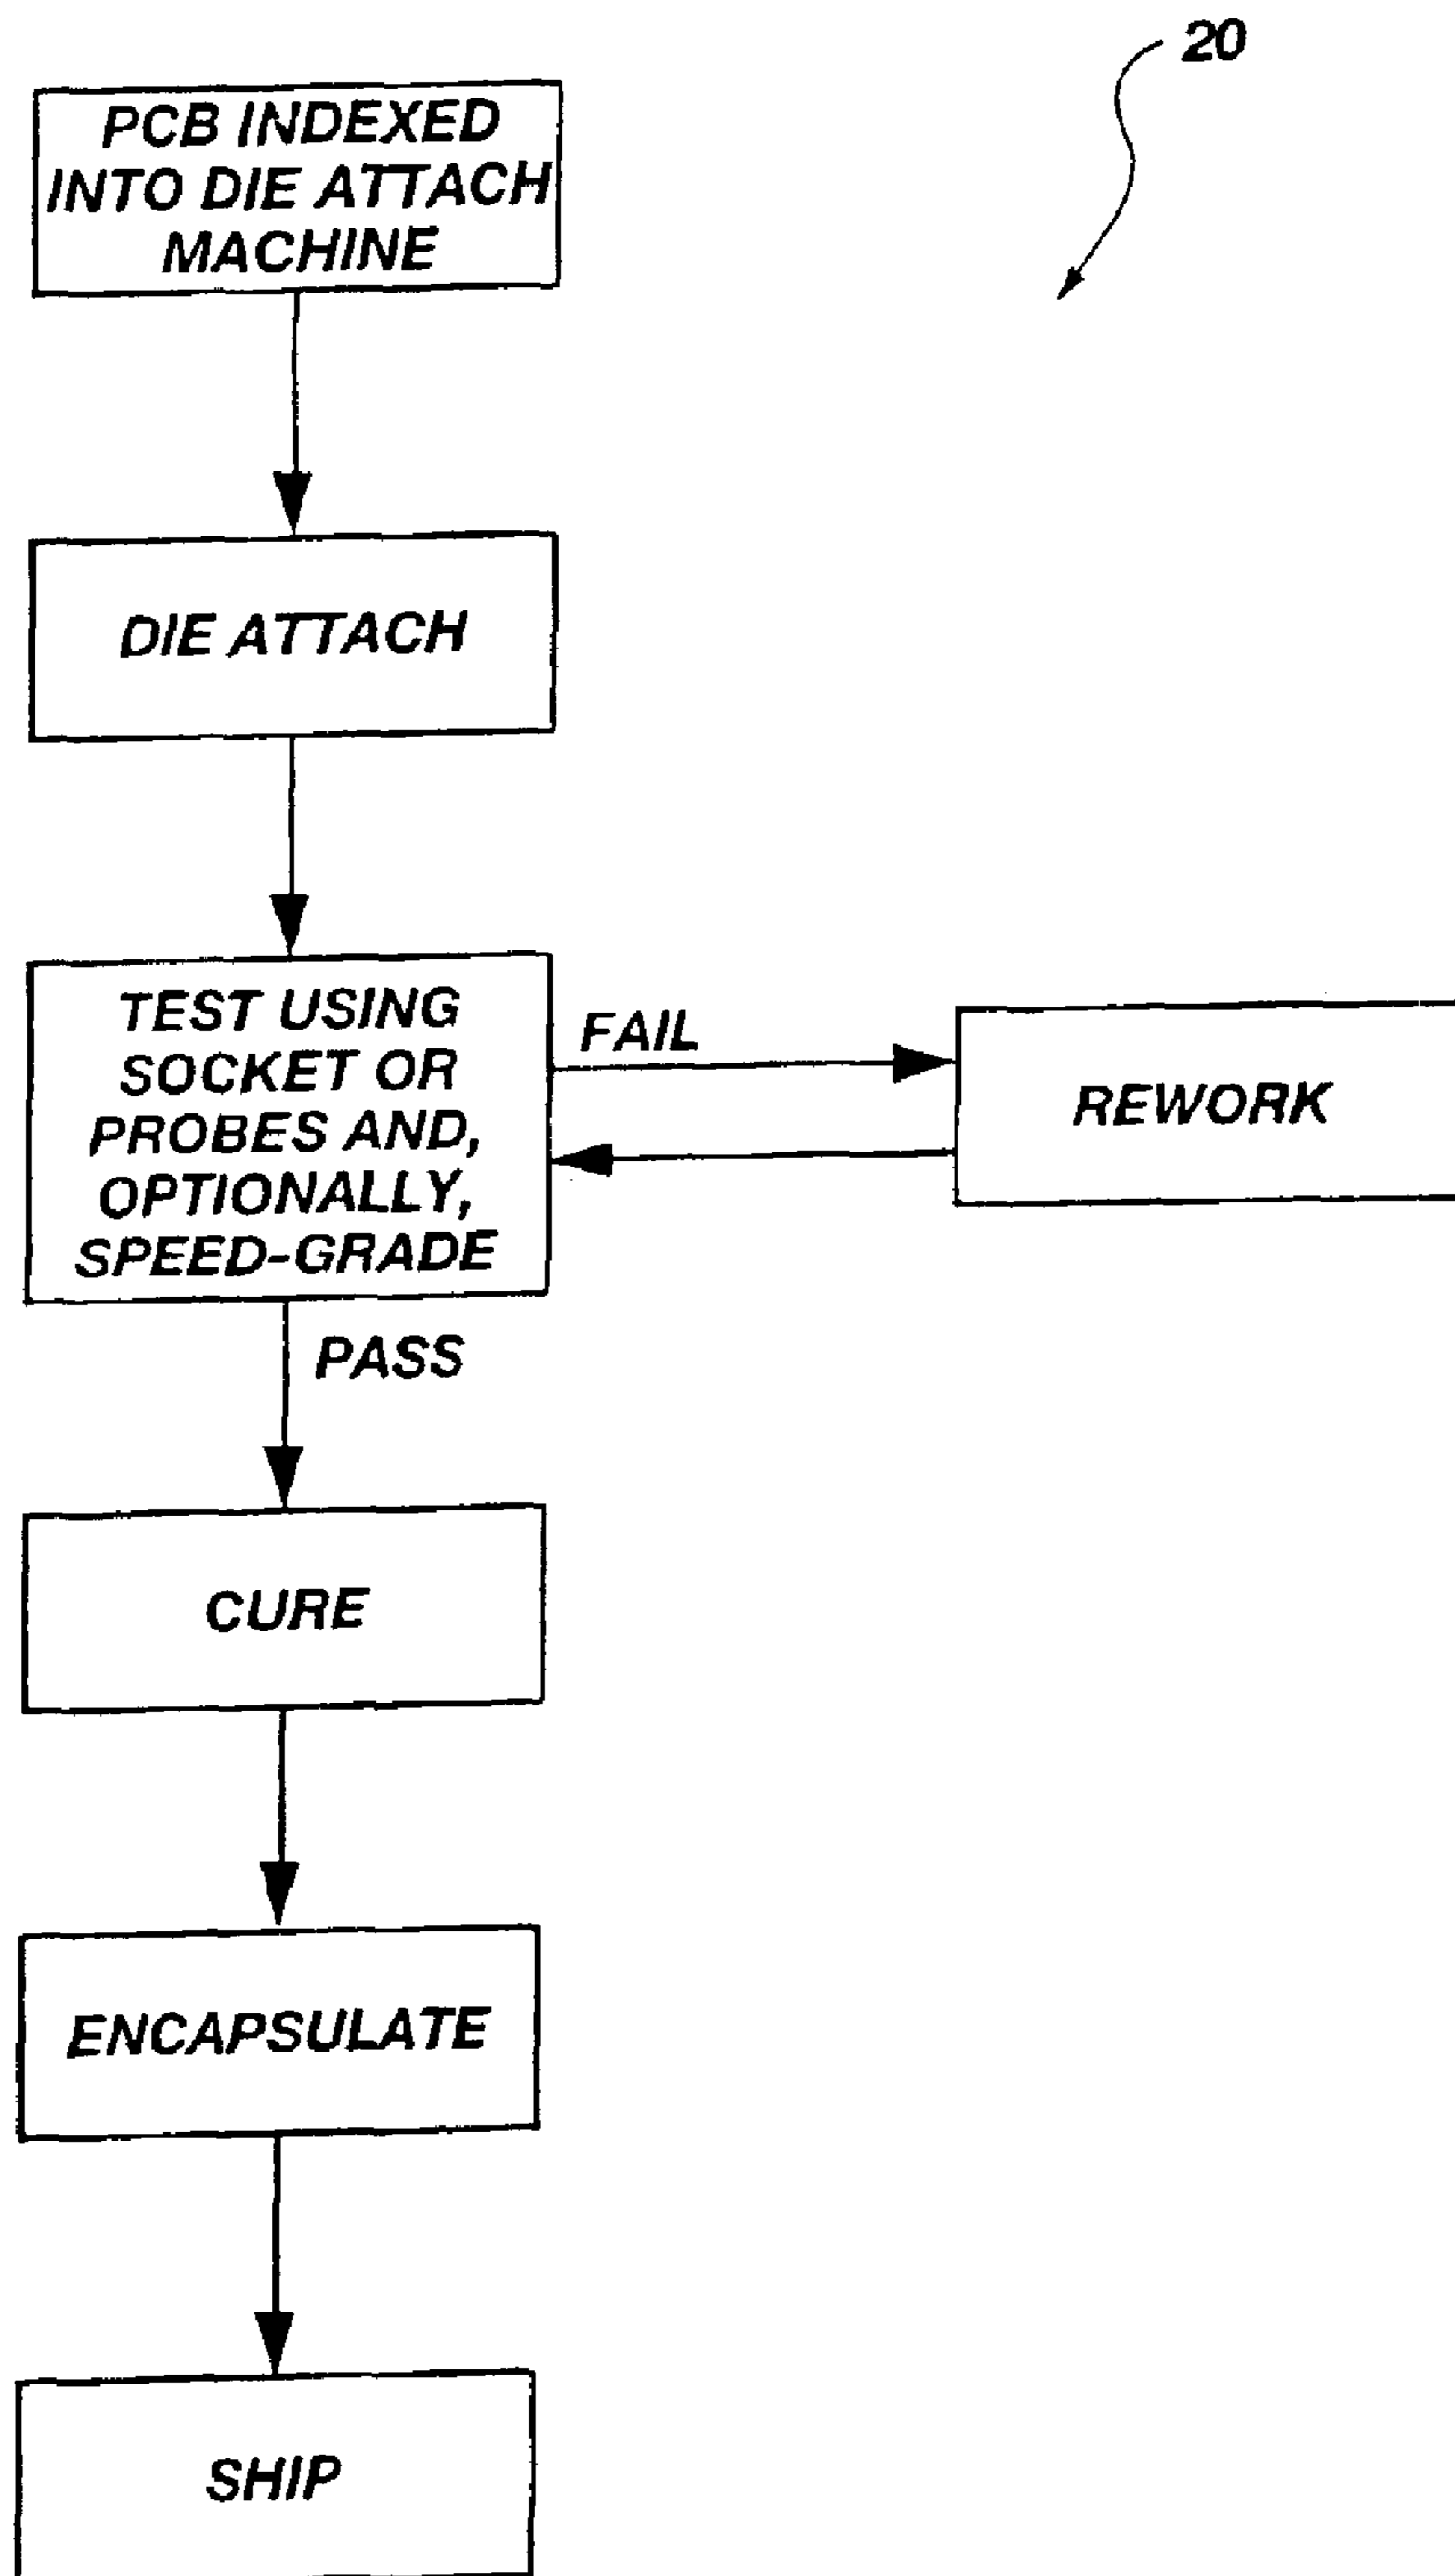 20
PCB INDEXED
INTO DIE ATTACH
MACHINE
DIE ATTACH
TEST USING
SOCKET OR
PROBES AND,
OPTIONALLY,
SPEED-GRADE
FAIL
REWORK
PASS
CURE
ENCAPSULATE
SHIP